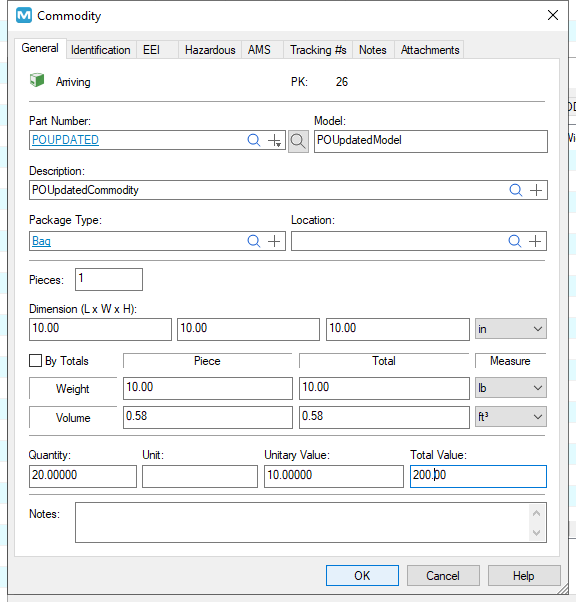 Commodity
General Identification EEI Hazardous AMS Tracking #s Notes Attachments
Arriving PK: 26
Part Number: Model:
POUPDATED POUpdatedModel
Description:
POUpdatedCommodity
Package Type: Location:
Bag
Pieces: 1
Dimension (L x W x H):
10.00 10.00 10.00 in
By Totals Piece Total Measure
Weight 10.00 10.00 lb
Volume 0.58 0.58 ft³
Quantity: Unit: Unitary Value: Total Value:
20.00000 10.00000 200.00
Notes:
OK Cancel Help